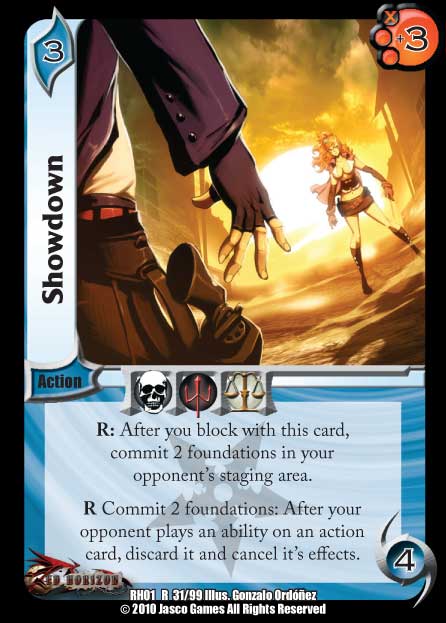 3
+3
Showdown
Action
R: After you block with this card,
commit 2 foundations in your
opponent's staging area.
R Commit 2 foundations: After your
opponent plays an ability on an action
card, discard it and cancel it's effects.
4
RED HORIZON
RH01 R 31/99 Illus. Gonzalo Ordóñez
© 2010 Jasco Games All Rights Reserved